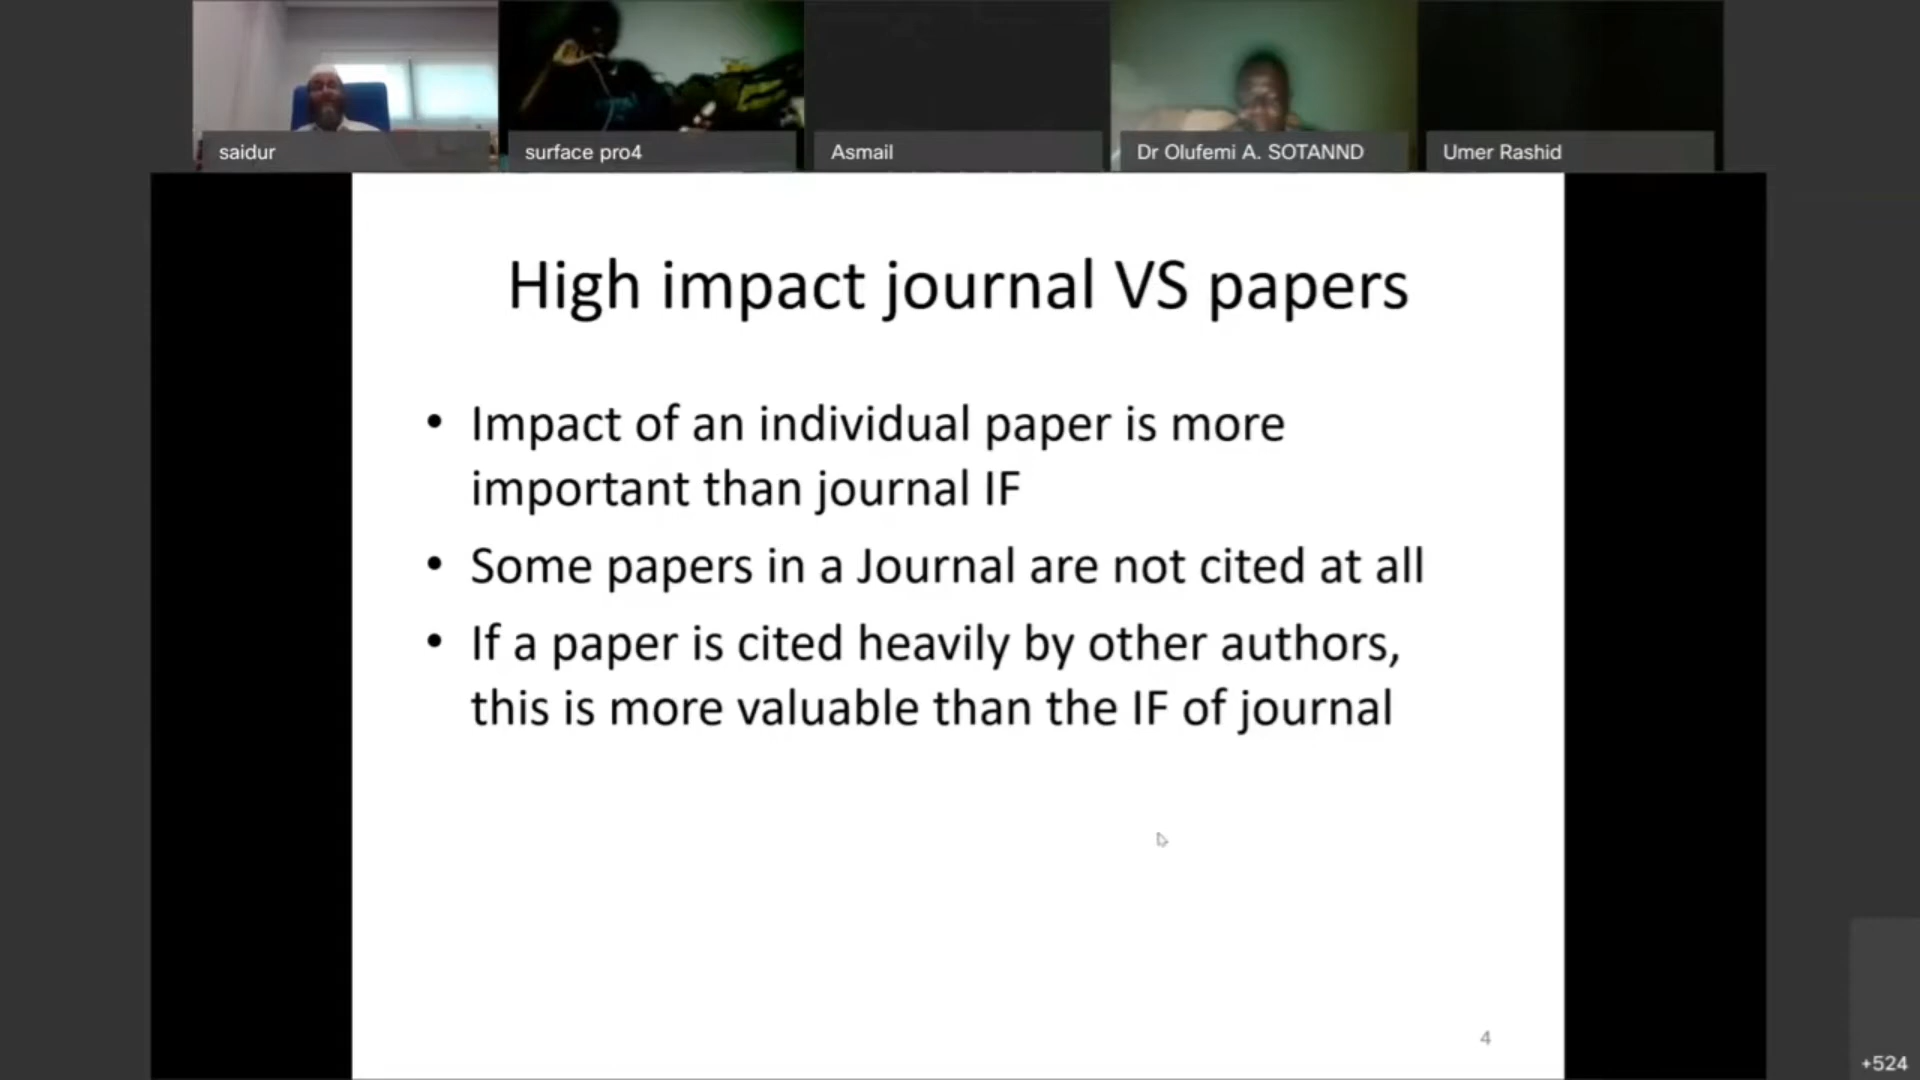 saidur
surface pro4
Asmail
Dr Olufemi A. SOTANND
Umer Rashid
High impact journal VS papers
• Impact of an individual paper is more
important than journal IF
• Some papers in a Journal are not cited at all
• If a paper is cited heavily by other authors,
this is more valuable than the IF of journal
4
+524